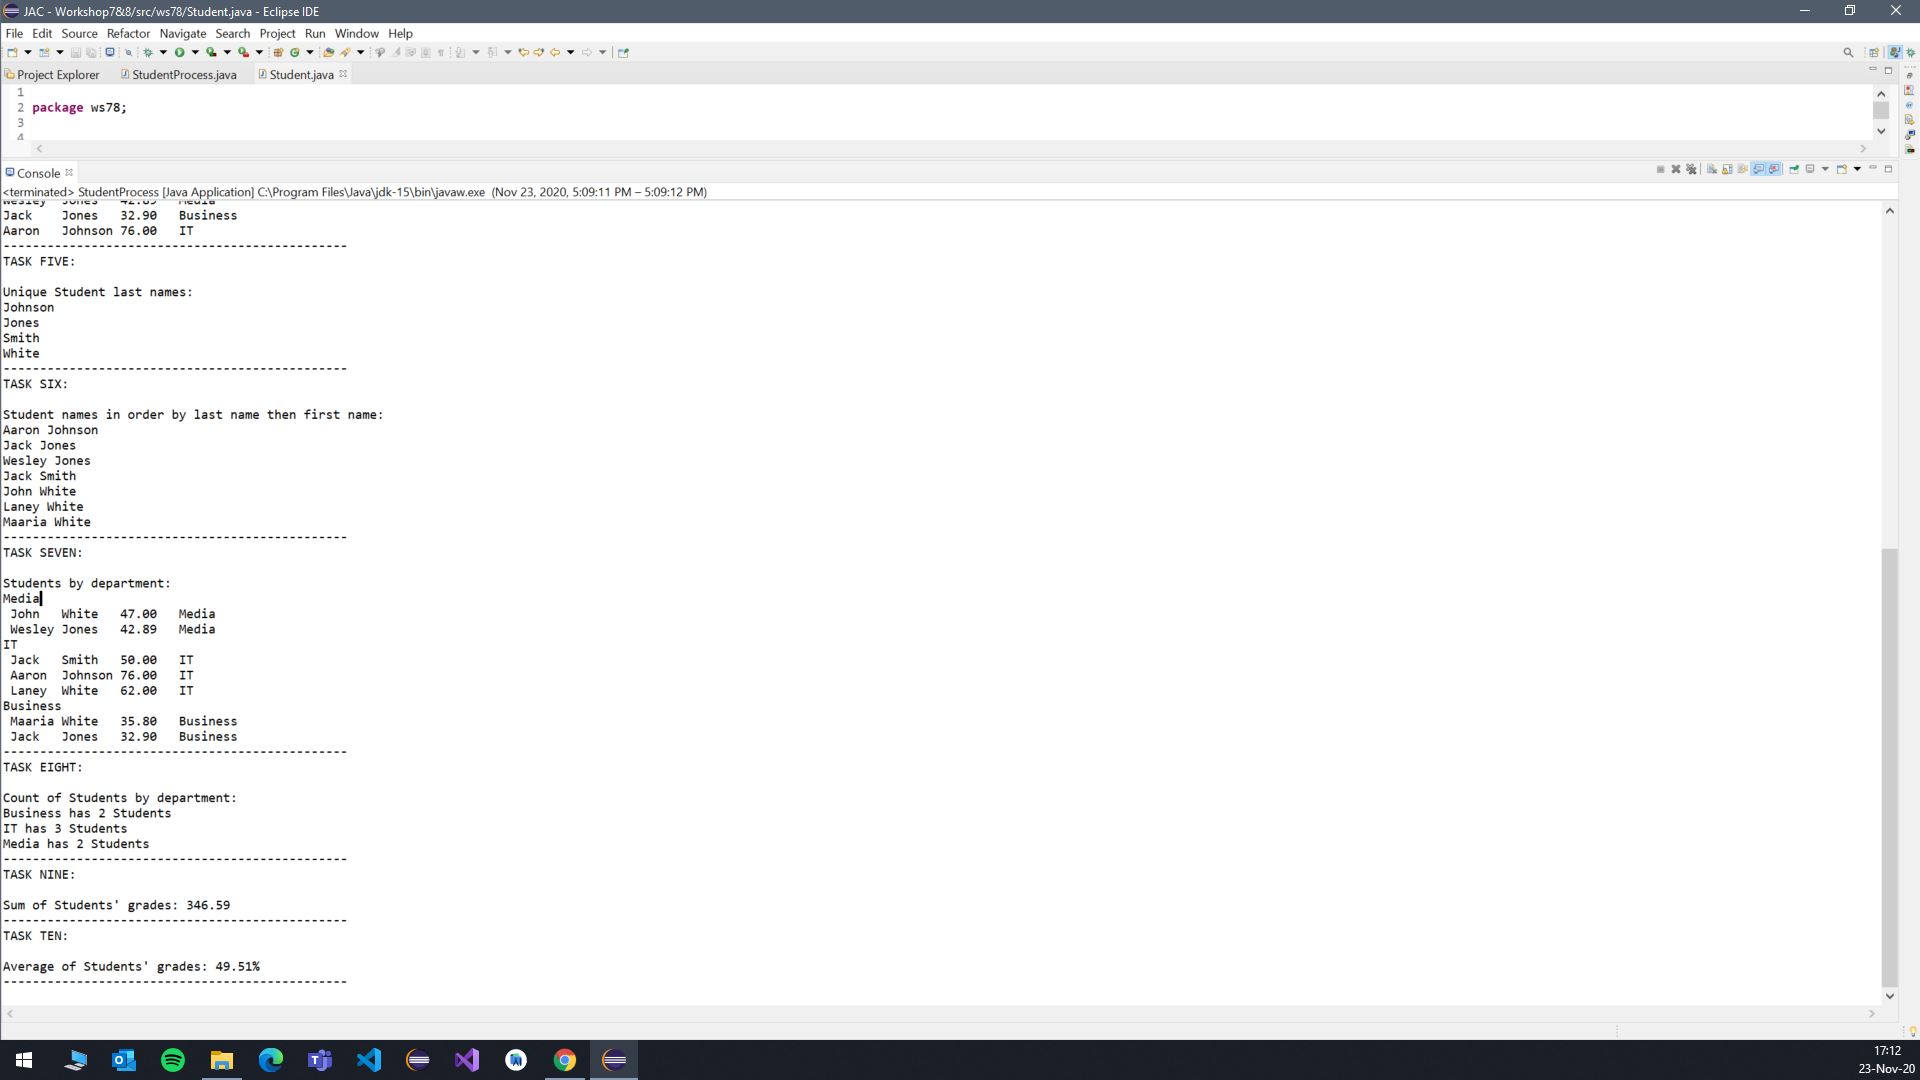 JAC - Workshop7&8/src/ws78/Student.java - Eclipse IDE
File Edit Source Refactor Navigate Search Project Run Window Help
Project Explorer StudentProcess.java Student.java
1
2 package ws78;
3
4
Console
<terminated> StudentProcess [Java Application] C:\Program Files\Java\jdk-15\bin\javaw.exe (Nov 23, 2020, 5:09:11 PM – 5:09:12 PM)
Wesley Jones 42.89 Media
Jack Jones 32.90 Business
Aaron Johnson 76.00 IT
-----------------------------------------------
TASK FIVE:
Unique Student last names:
Johnson
Jones
Smith
White
-----------------------------------------------
TASK SIX:
Student names in order by last name then first name:
Aaron Johnson
Jack Jones
Wesley Jones
Jack Smith
John White
Laney White
Maaria White
-----------------------------------------------
TASK SEVEN:
Students by department:
Media
John White 47.00 Media
Wesley Jones 42.89 Media
IT
Jack Smith 50.00 IT
Aaron Johnson 76.00 IT
Laney White 62.00 IT
Business
Maaria White 35.80 Business
Jack Jones 32.90 Business
-----------------------------------------------
TASK EIGHT:
Count of Students by department:
Business has 2 Students
IT has 3 Students
Media has 2 Students
-----------------------------------------------
TASK NINE:
Sum of Students' grades: 346.59
-----------------------------------------------
TASK TEN:
Average of Students' grades: 49.51%
-----------------------------------------------
17:12
23-Nov-20